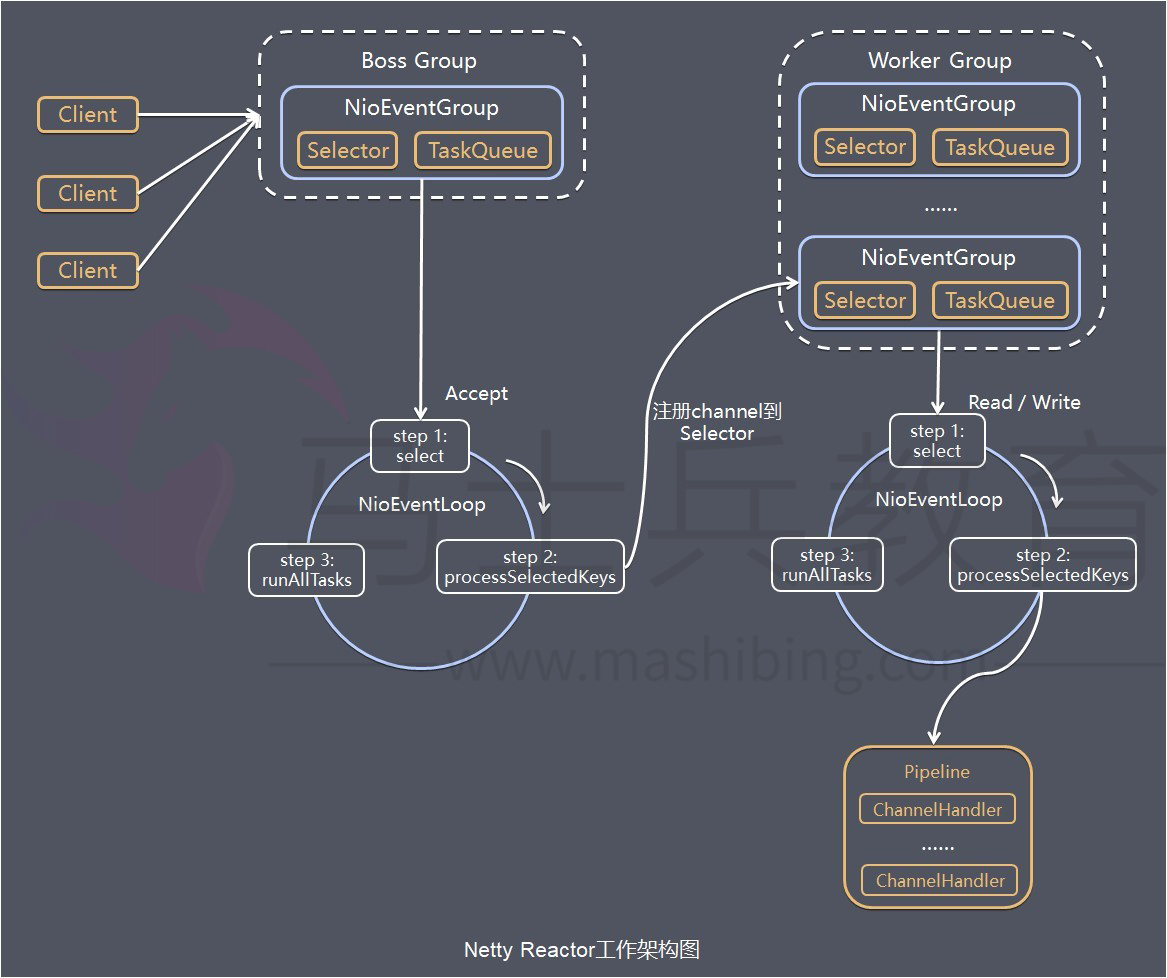 Boss Group
NioEventGroup
Selector
TaskQueue
Client
Client
Client
Worker Group
NioEventGroup
Selector
TaskQueue
......
NioEventGroup
Selector
TaskQueue
Accept
step 1:
select
NioEventLoop
step 2:
processSelectedKeys
step 3:
runAllTasks
注册channel到
Selector
Read / Write
step 1:
select
NioEventLoop
step 2:
processSelectedKeys
step 3:
runAllTasks
马士兵教育
www.mashibing.com
Pipeline
ChannelHandler
......
ChannelHandler
Netty Reactor工作架构图